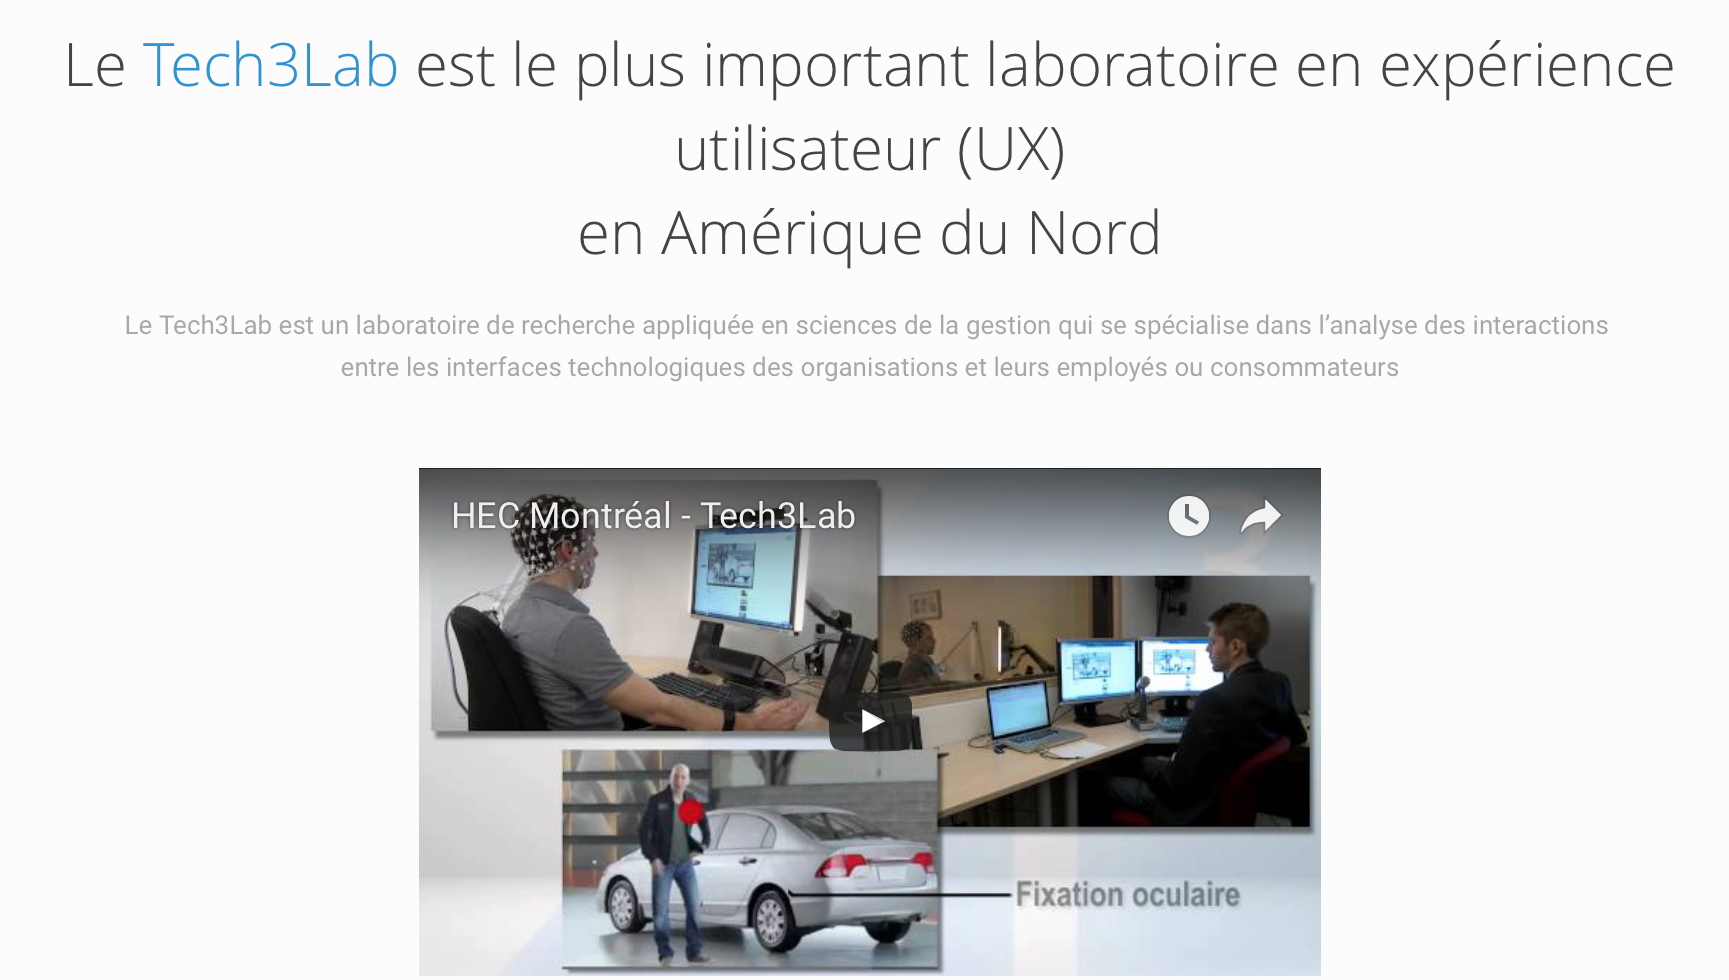 Le Tech3Lab est le plus important laboratoire en expérience
utilisateur (UX)
en Amérique du Nord
Le Tech3Lab est un laboratoire de recherche appliquée en sciences de la gestion qui se spécialise dans l’analyse des interactions
entre les interfaces technologiques des organisations et leurs employés ou consommateurs
HEC Montréal - Tech3Lab
Fixation oculaire